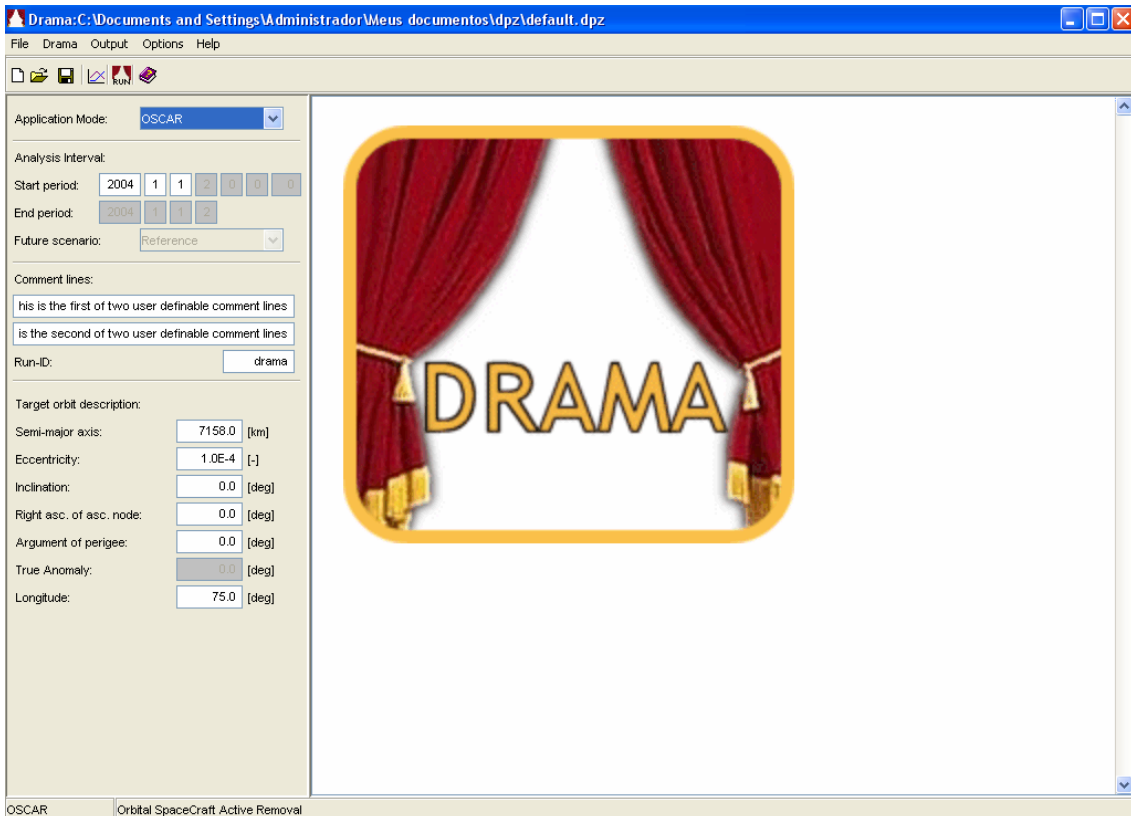 Drama:C:\Documents and Settings\Administrador\Meus documentos\dpz\default.dpz
File Drama Output Options Help
RUN
Application Mode: OSCAR
Analysis Interval:
Start period: 2004 1 1 2 0 0 0
End period: 2004 1 1 2
Future scenario: Reference
Comment lines:
his is the first of two user definable comment lines
is the second of two user definable comment lines
Run-ID: drama
Target orbit description:
Semi-major axis: 7158.0 [km]
Eccentricity: 1.0E-4 [-]
Inclination: 0.0 [deg]
Right asc. of asc. node: 0.0 [deg]
Argument of perigee: 0.0 [deg]
True Anomaly: 0.0 [deg]
Longitude: 75.0 [deg]
DRAMA
OSCAR Orbital SpaceCraft Active Removal